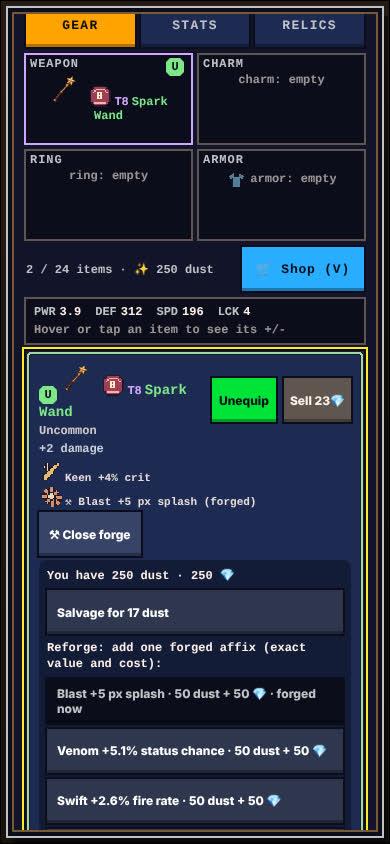 GEAR
STATS
RELICS
WEAPON
U
T8 Spark
Wand
CHARM
charm: empty
RING
ring: empty
ARMOR
armor: empty
2 / 24 items · ✨ 250 dust
🛒 Shop (V)
PWR 3.9 DEF 312 SPD 196 LCK 4
Hover or tap an item to see its +/-
U
T8 Spark
Wand
Unequip
Sell 23💎
Uncommon
+2 damage
Keen +4% crit
⚒ Blast +5 px splash (forged)
⚒ Close forge
You have 250 dust · 250 💎
Salvage for 17 dust
Reforge: add one forged affix (exact
value and cost):
Blast +5 px splash · 50 dust + 50 💎 · forged
now
Venom +5.1% status chance · 50 dust + 50 💎
Swift +2.6% fire rate · 50 dust + 50 💎